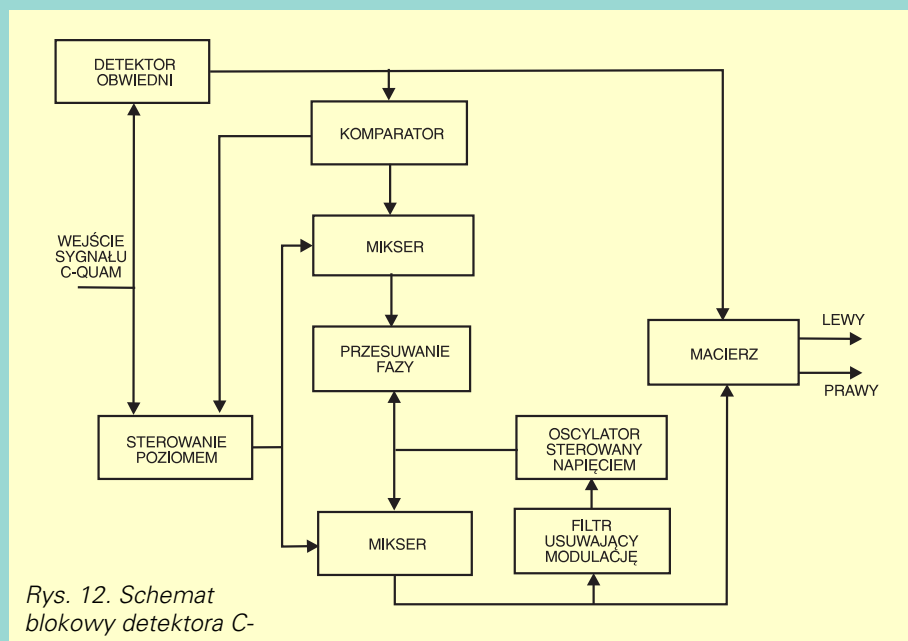 DETEKTOR
OBWIEDNI
KOMPARATOR
WEJŚCIE
SYGNAŁU
C-QUAM
MIKSER
PRZESUWANIE
FAZY
MACIERZ
LEWY
PRAWY
STEROWANIE
POZIOMEM
OSCYLATOR
STEROWANY
NAPIĘCIEM
MIKSER
FILTR
USUWAJĄCY
MODULAĆJĘ
Rys. 12. Schemat
blokowy detektora C-